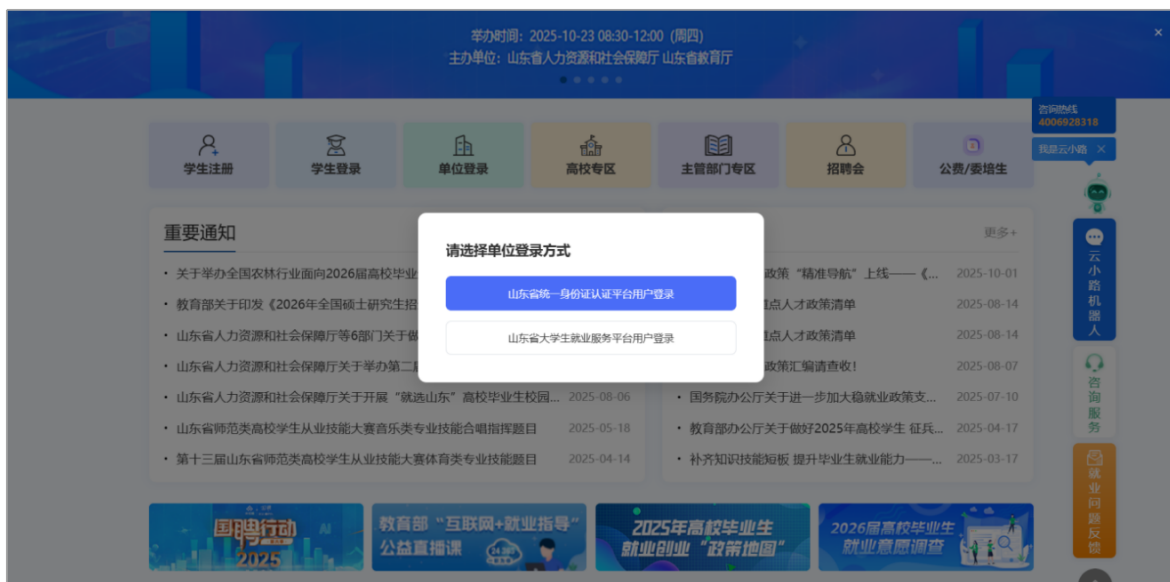 举办时间：2025-10-23 08:30-12:00 (周四)
主办单位：山东省人力资源和社会保障厅 山东省教育厅
咨询热线
4006928318
我是云小路
学生注册
学生登录
单位登录
高校专区
主管部门专区
招聘会
公费/委培生
重要通知
更多+
请选择单位登录方式
山东省统一身份证认证平台用户登录
山东省大学生就业服务平台用户登录
• 关于举办全国农林行业面向2026届高校毕业
• 教育部关于印发《2026年全国硕士研究生招
• 山东省人力资源和社会保障厅等6部门关于做
• 山东省人力资源和社会保障厅关于举办第二
• 山东省人力资源和社会保障厅关于开展“就选山东”高校毕业生校园... 2025-08-06
• 山东省师范类高校学生从业技能大赛音乐类专业技能合唱指挥题目 2025-05-18
• 第十三届山东省师范类高校学生从业技能大赛体育类专业技能题目 2025-04-14
政策“精准导航”上线——《... 2025-10-01
点人才政策清单 2025-08-14
点人才政策清单 2025-08-14
政策汇编请查收! 2025-08-07
• 国务院办公厅关于进一步加大稳就业政策支... 2025-07-10
• 教育部办公厅关于做好2025年高校学生 征兵... 2025-04-17
• 补齐知识技能短板 提升毕业生就业能力——... 2025-03-17
云小路机器人
咨询服务
就业问题反馈
国聘行动
2025
AI
教育部“互联网+就业指导”
公益直播课
24365
2025年高校毕业生
就业创业“政策地图”
2026届高校毕业生
就业意愿调查